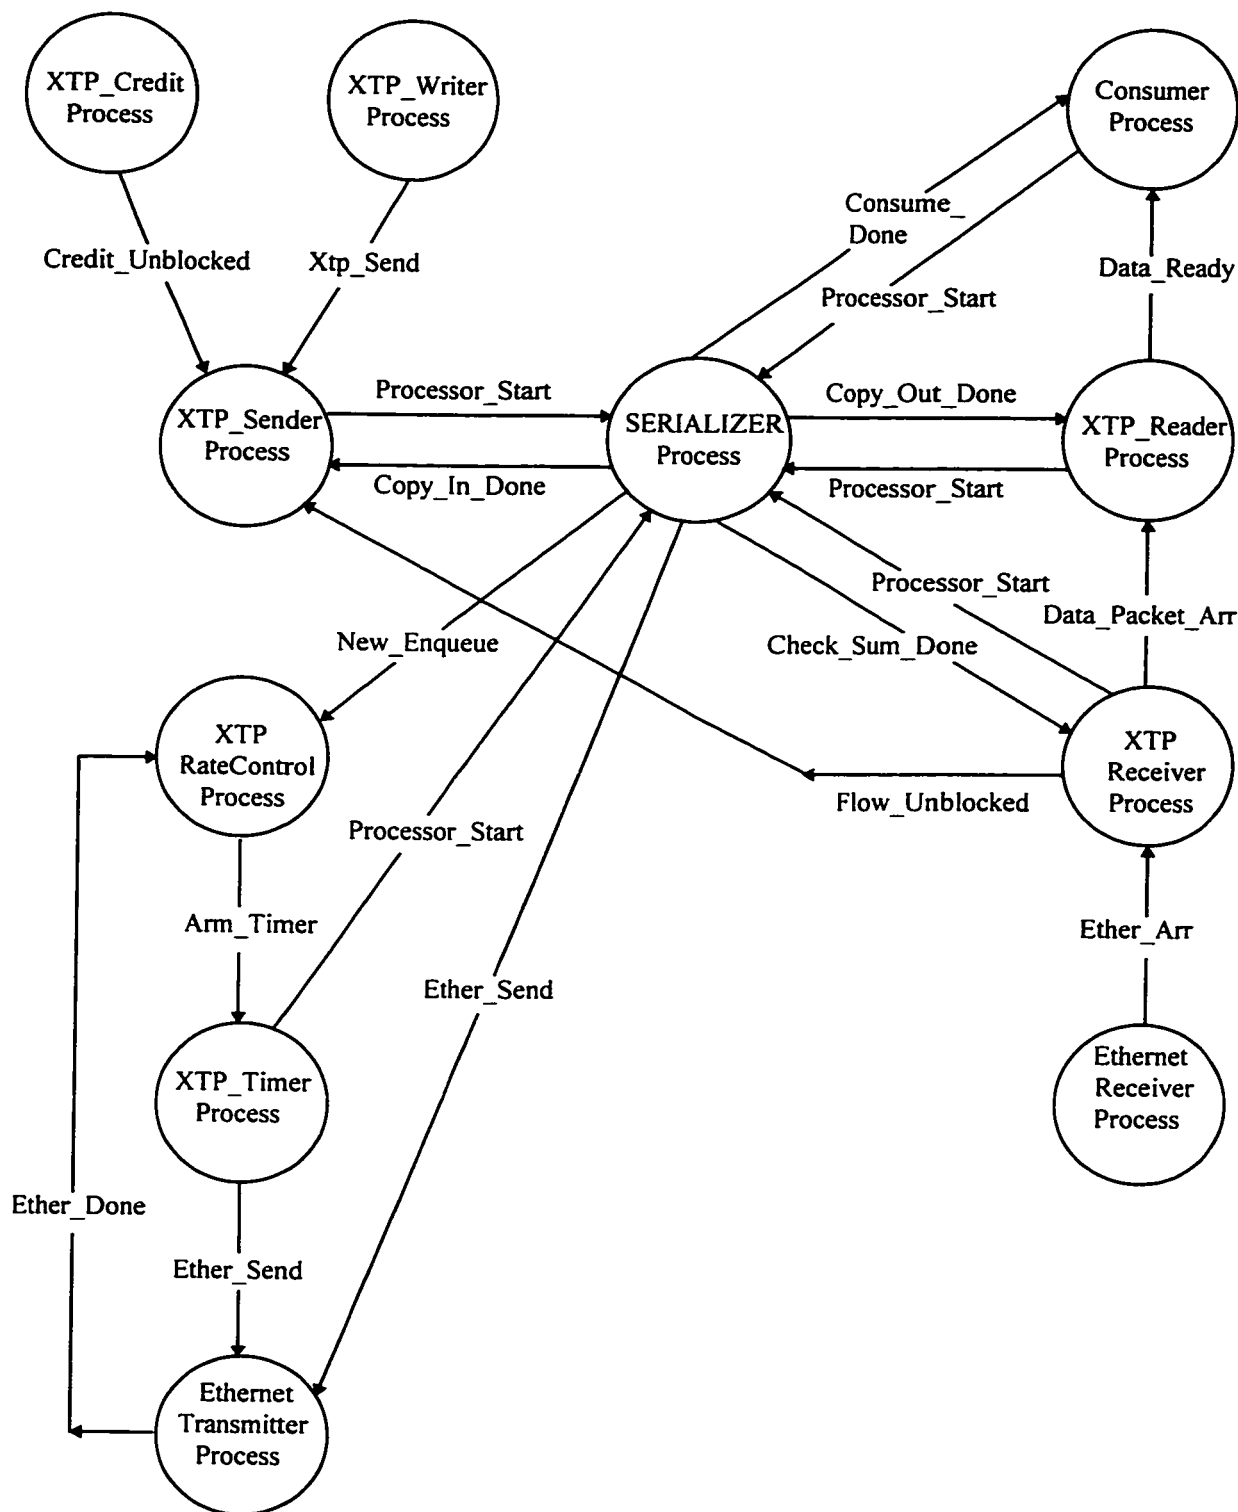 XTP_Credit
Process
XTP_Writer
Process
Consumer
Process
Consume_
Done
Credit_Unblocked
Xtp_Send
Data_Ready
Processor_Start
Processor_Start
Copy_Out_Done
XTP_Sender
Process
SERIALIZER
Process
XTP_Reader
Process
Copy_In_Done
Processor_Start
Processor_Start
Data_Packet_Arr
New_Enqueue
Check_Sum_Done
XTP
RateControl
Process
XTP
Receiver
Process
Flow_Unblocked
Processor_Start
Arm_Timer
Ether_Arr
Ether_Send
XTP_Timer
Process
Ethernet
Receiver
Process
Ether_Done
Ether_Send
Ethernet
Transmitter
Process